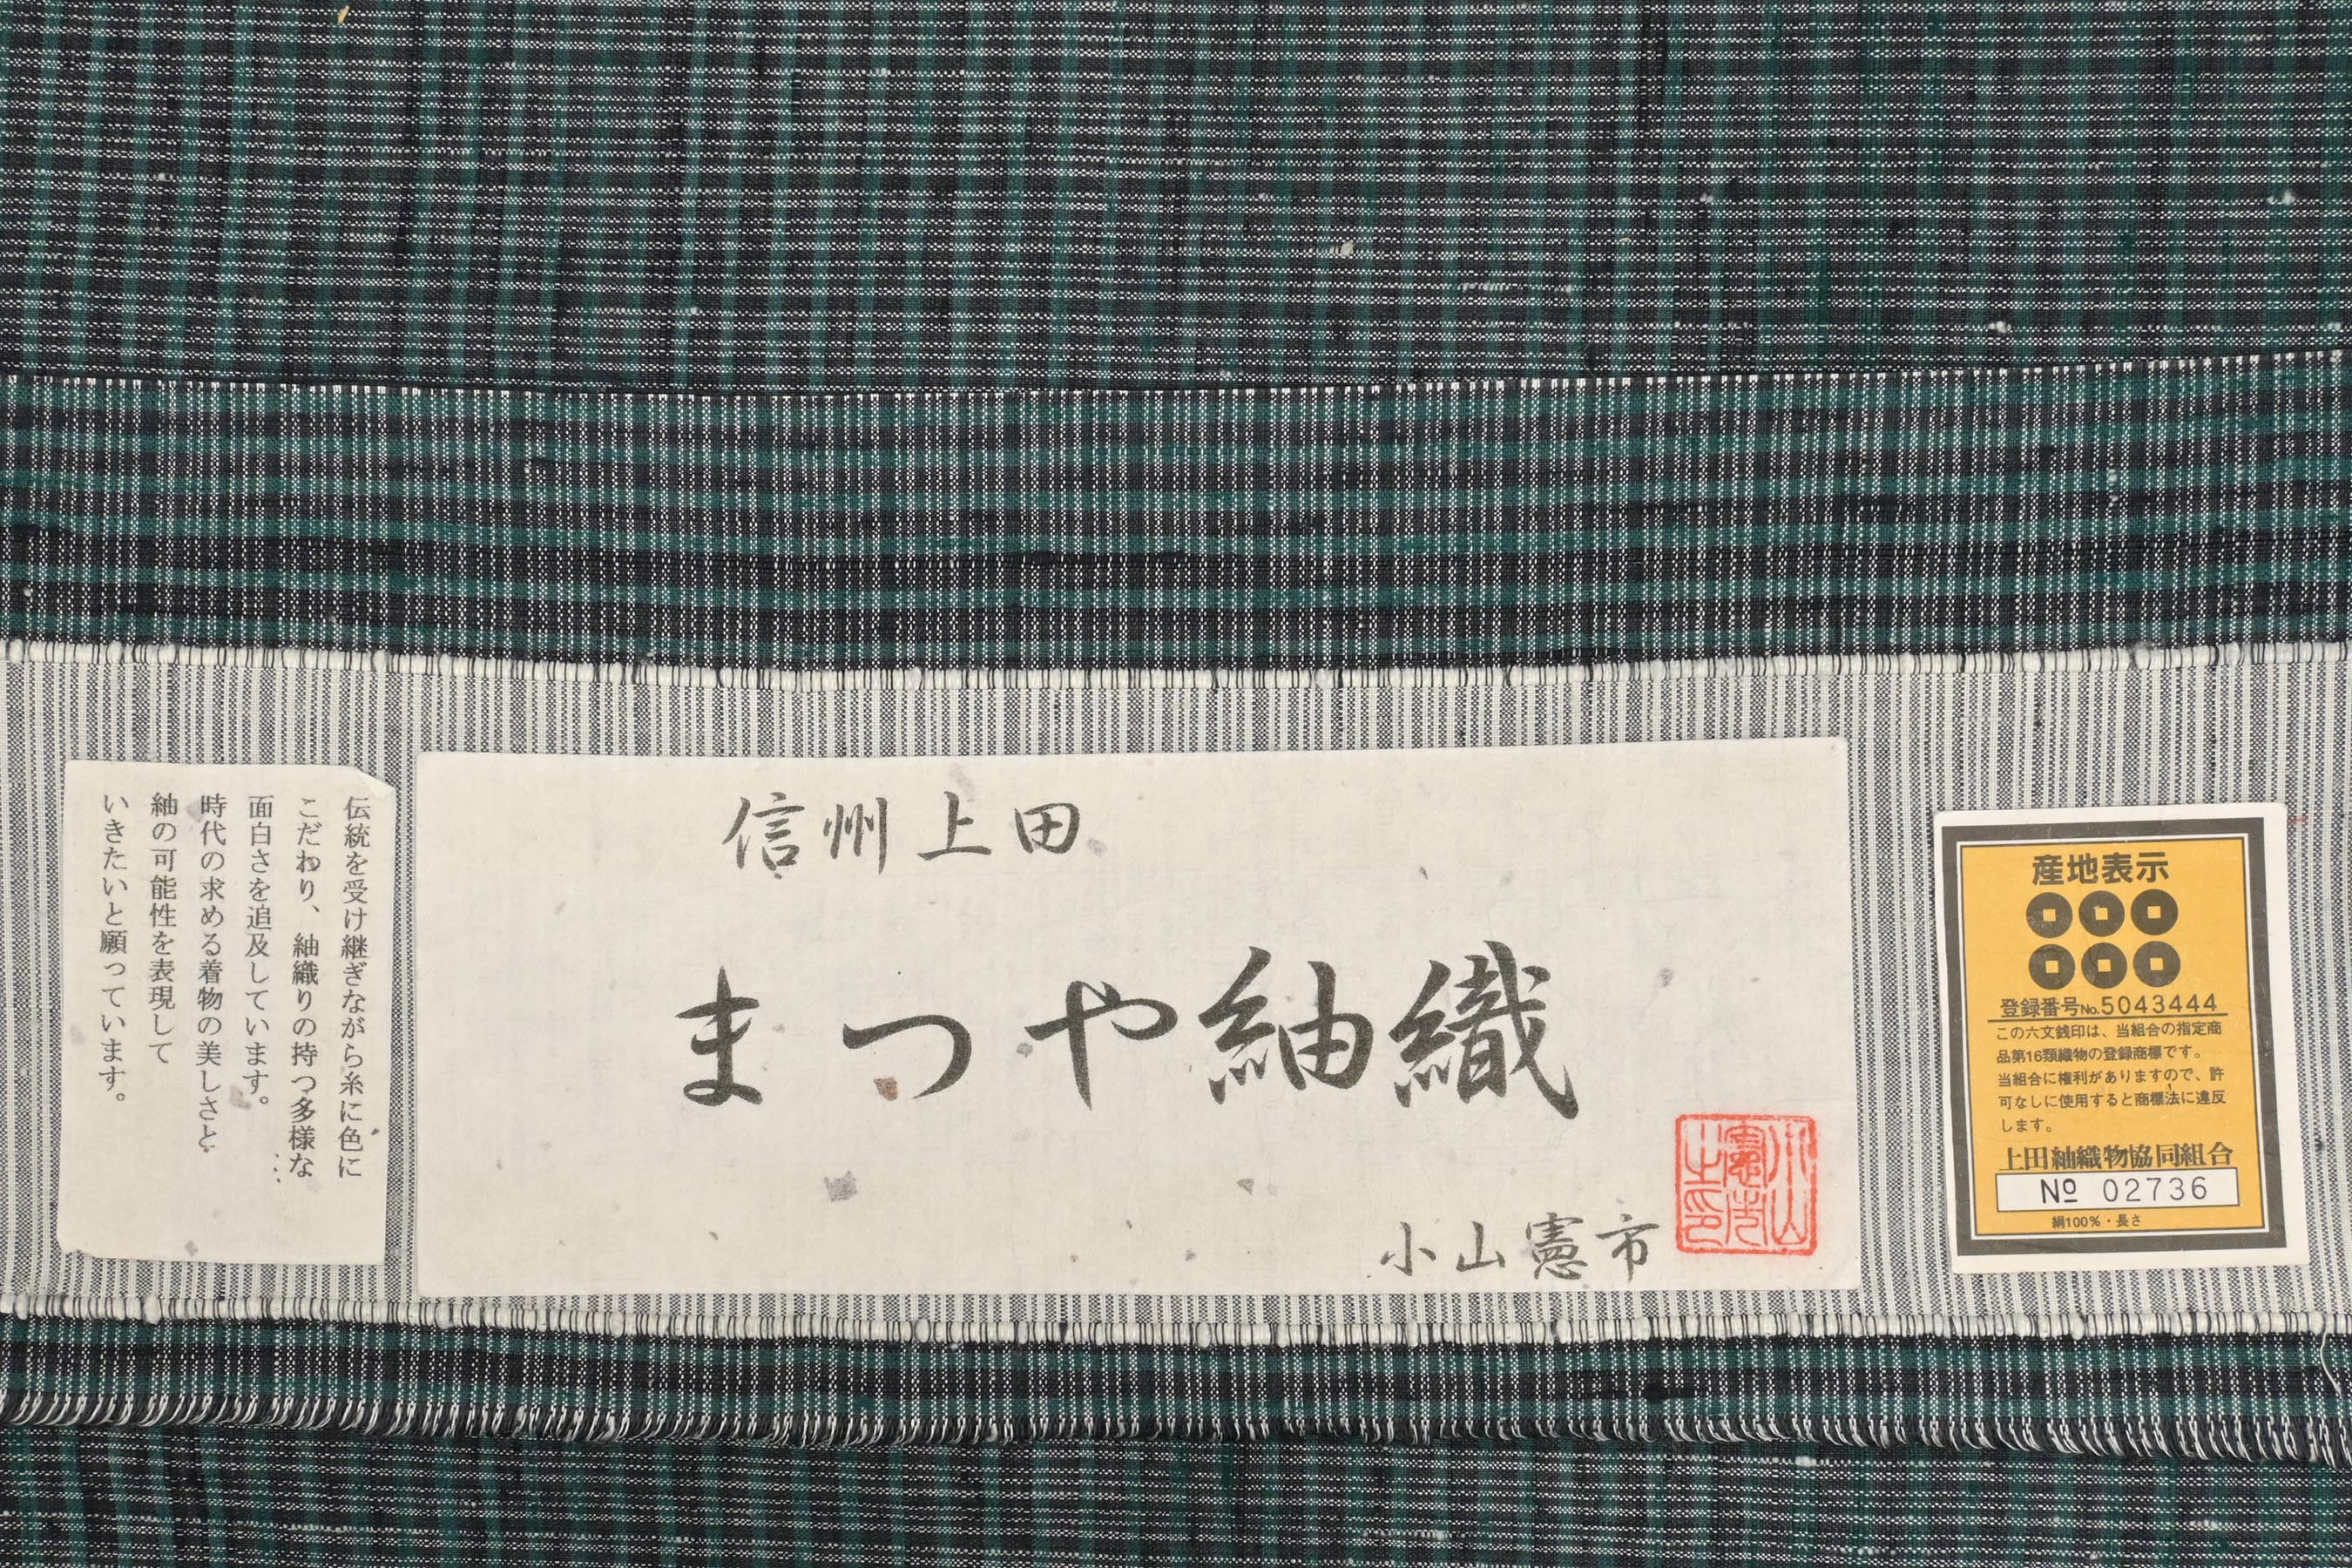 伝統を受け継ぎながら糸に色に
こだわり、紬織りの持つ多様な
面白さを追及しています。
時代の求める着物の美しさと
紬の可能性を表現して
いきたいと願っています。
信州上田
まつや紬織
小山憲市
小山
憲市
之印
産地表示
登録番号No.5043444
この六文銭印は、当組合の指定商
品第16類織物の登録商標です。
当組合に権利がありますので、許
可なしに使用すると商標法に違反
します。
上田紬織物協同組合
№ 02736
絹100%・長さ